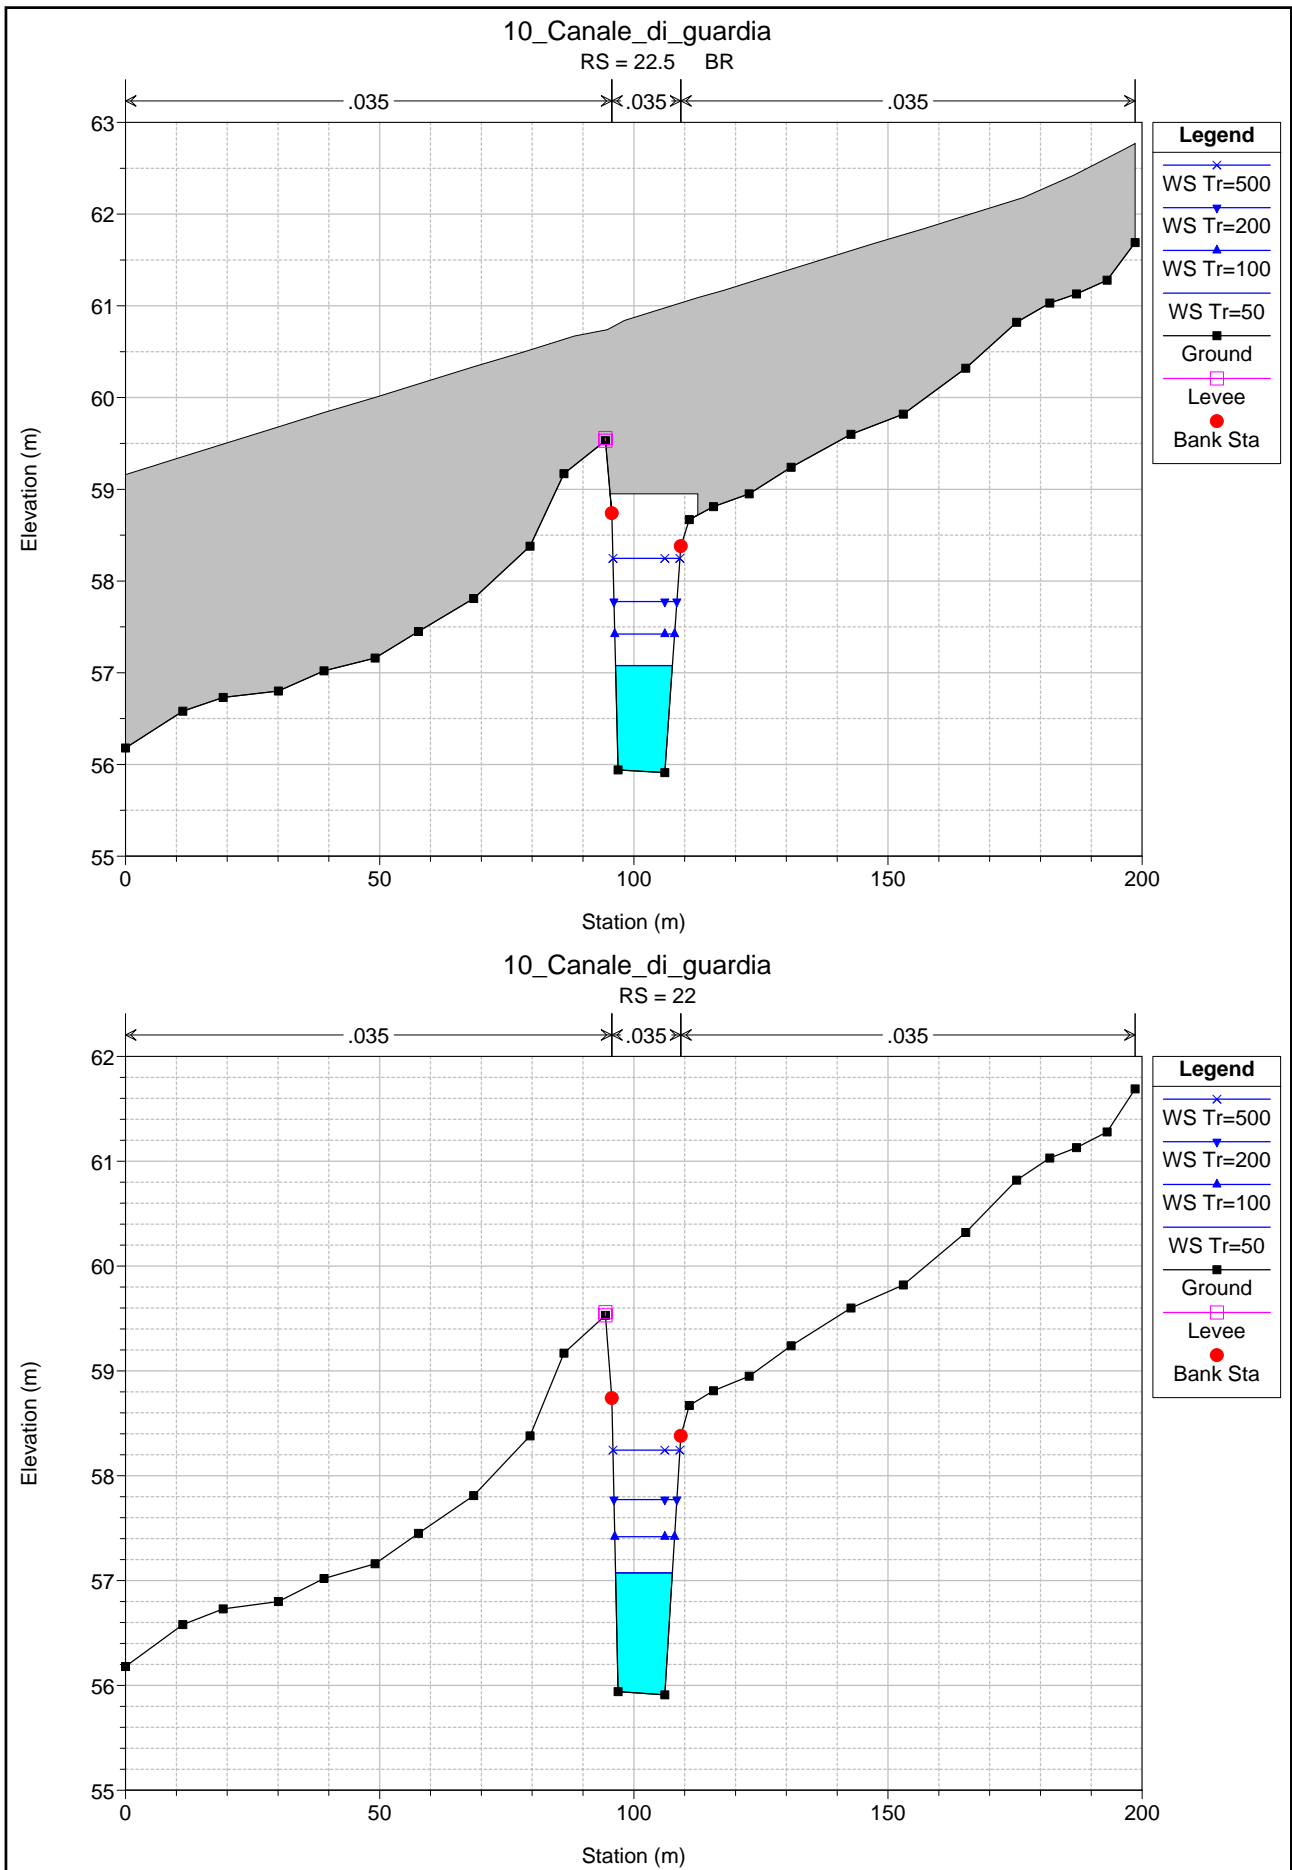 10_Canale_di_guardia
RS = 22.5 BR
.035 .035 .035
63
62
61
60
59
58
57
56
55
0 50 100 150 200
Elevation (m)
Station (m)
Legend
WS Tr=500
WS Tr=200
WS Tr=100
WS Tr=50
Ground
Levee
Bank Sta
10_Canale_di_guardia
RS = 22
.035 .035 .035
62
61
60
59
58
57
56
55
0 50 100 150 200
Elevation (m)
Station (m)
Legend
WS Tr=500
WS Tr=200
WS Tr=100
WS Tr=50
Ground
Levee
Bank Sta